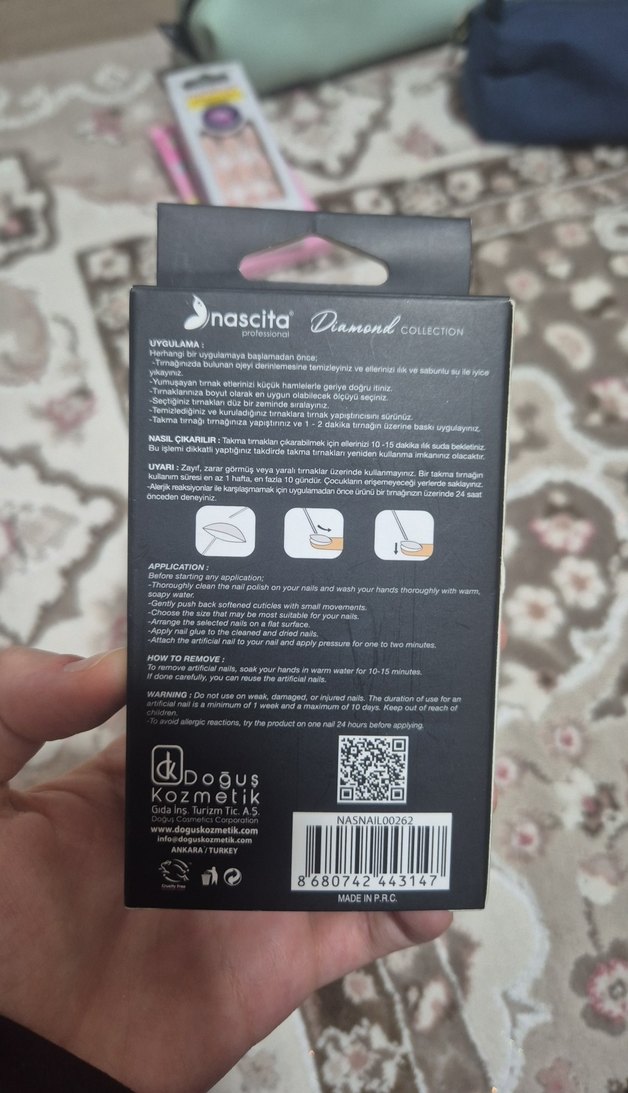 nascita®
professional
Diamond COLLECTION
UYGULAMA :
Herhangi bir uygulamaya başlamadan önce;
-Tırnağınızda bulunan ojeyi derinlemesine temizleyiniz ve ellerinizi ılık ve sabunlu su ile iyice
yıkayınız.
-Yumuşayan tırnak etlerinizi küçük hamlelerle geriye doğru itiniz.
-Tırnaklarınıza boyut olarak en uygun olabilecek ölçüyü seçiniz.
-Seçtiğiniz tırnakları düz bir zeminde sıralayınız.
-Temizlediğiniz ve kuruladığınız tırnaklara tırnak yapıştırıcısını sürünüz.
-Takma tırnağı tırnağınıza yapıştırınız ve 1 - 2 dakika tırnağın üzerine baskı uygulayınız.
NASIL ÇIKARILIR : Takma tırnakları çıkarabilmek için ellerinizi 10 -15 dakika ılık suda bekletiniz.
Bu işlemi dikkatli yaptığınız takdirde takma tırnakları yeniden kullanma imkanınız olacaktır.
UYARI : Zayıf, zarar görmüş veya yaralı tırnaklar üzerinde kullanmayınız. Bir takma tırnağın
kullanım süresi en az 1 hafta, en fazla 10 gündür. Çocukların erişemeyeceği yerlerde saklayınız.
-Alerjik reaksiyonlar ile karşılaşmamak için uygulamadan önce ürünü bir tırnağınızın üzerinde 24 saat
önceden deneyiniz.
APPLICATION :
Before starting any application;
-Thoroughly clean the nail polish on your nails and wash your hands thoroughly with warm,
soapy water.
-Gently push back softened cuticles with small movements.
-Choose the size that may be most suitable for your nails.
-Arrange the selected nails on a flat surface.
-Apply nail glue to the cleaned and dried nails.
-Attach the artificial nail to your nail and apply pressure for one to two minutes.
HOW TO REMOVE :
To remove artificial nails, soak your hands in warm water for 10-15 minutes.
If done carefully, you can reuse the artificial nails.
WARNING : Do not use on weak, damaged, or injured nails. The duration of use for an
artificial nail is a minimum of 1 week and a maximum of 10 days. Keep out of reach of
children.
-To avoid allergic reactions, try the product on one nail 24 hours before applying.
dk Doğuş
Kozmetik
Gıda İnş. Turizm Tic. A.Ş.
Doğuş Cosmetics Corporation
www.doguskozmetik.com
info@doguskozmetik.com
ANKARA / TURKEY
Cruelty Free
NASNAIL00262
8 680742 443147
MADE IN P.R.C.